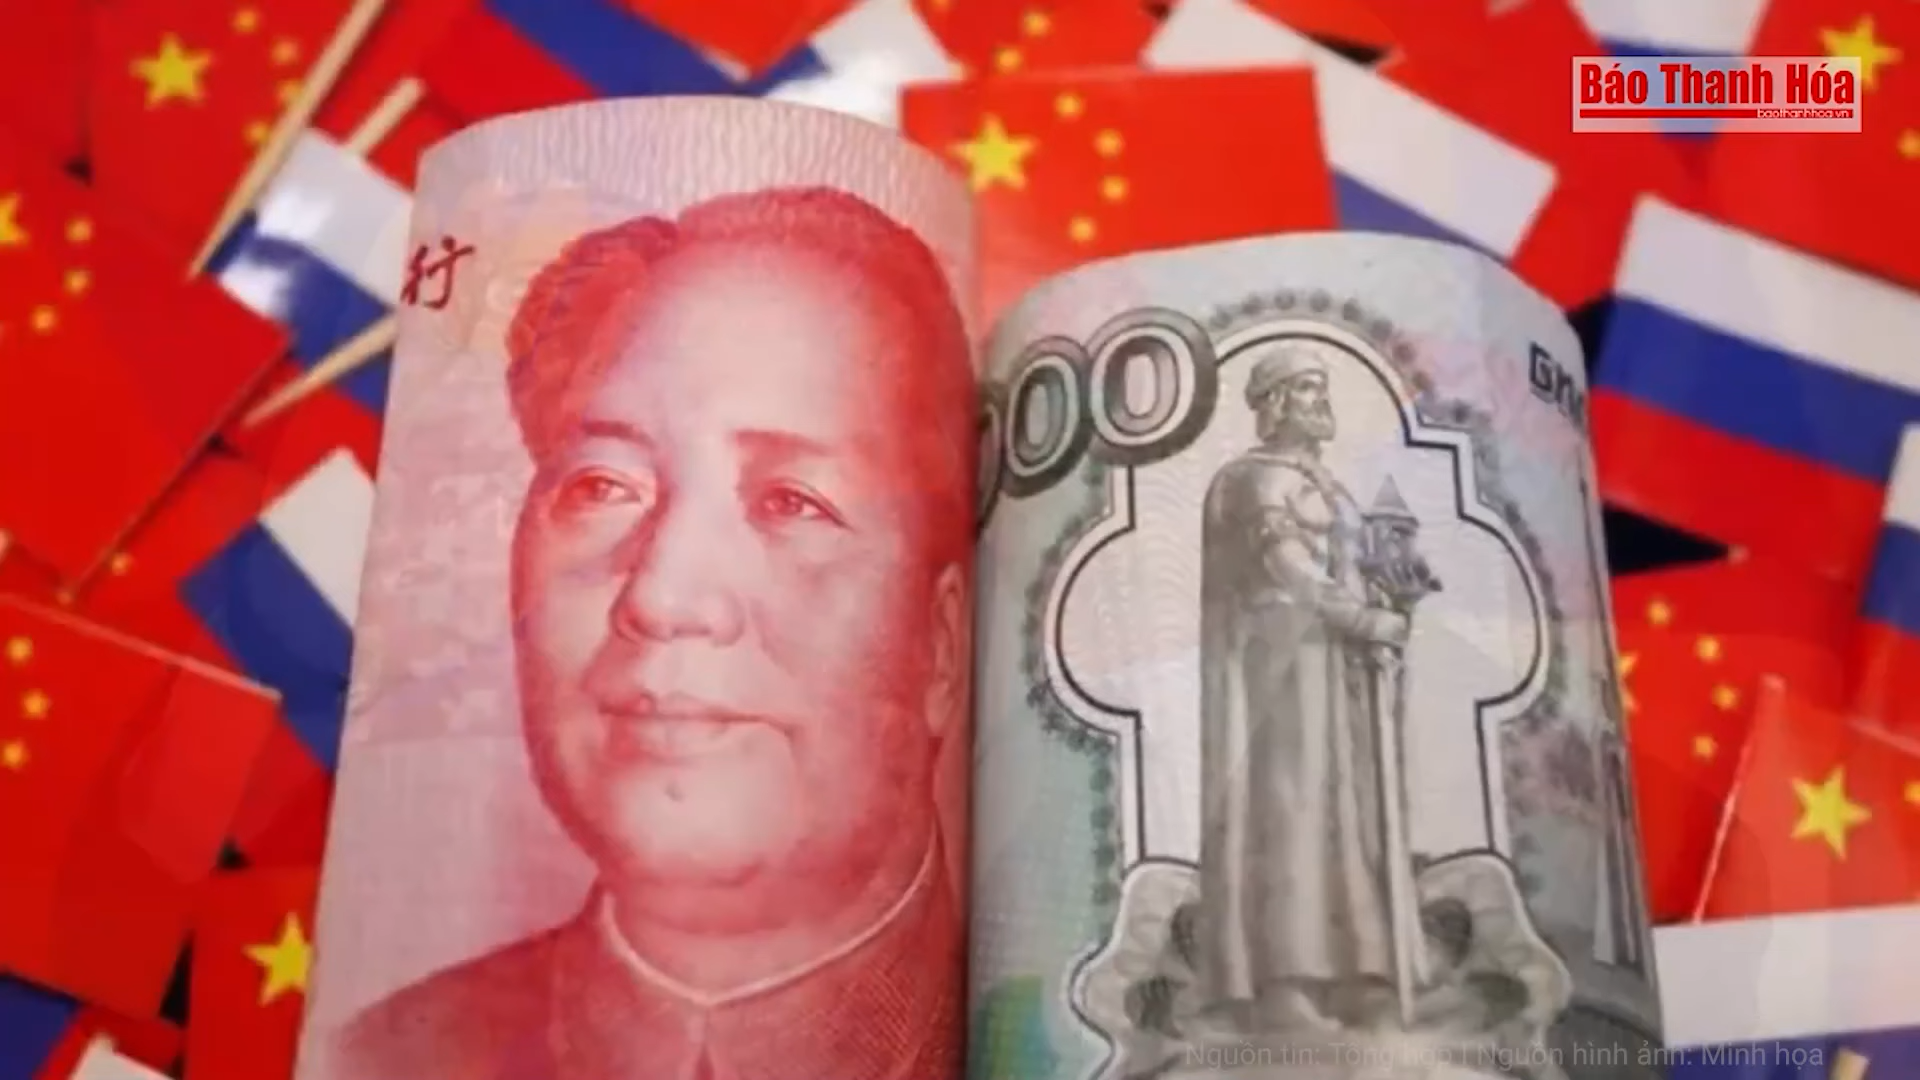 Báo Thanh Hóa
baothanhhoa.vn
行
000
Nguồn tin: Tổng hợp | Nguồn hình ảnh: Minh họa